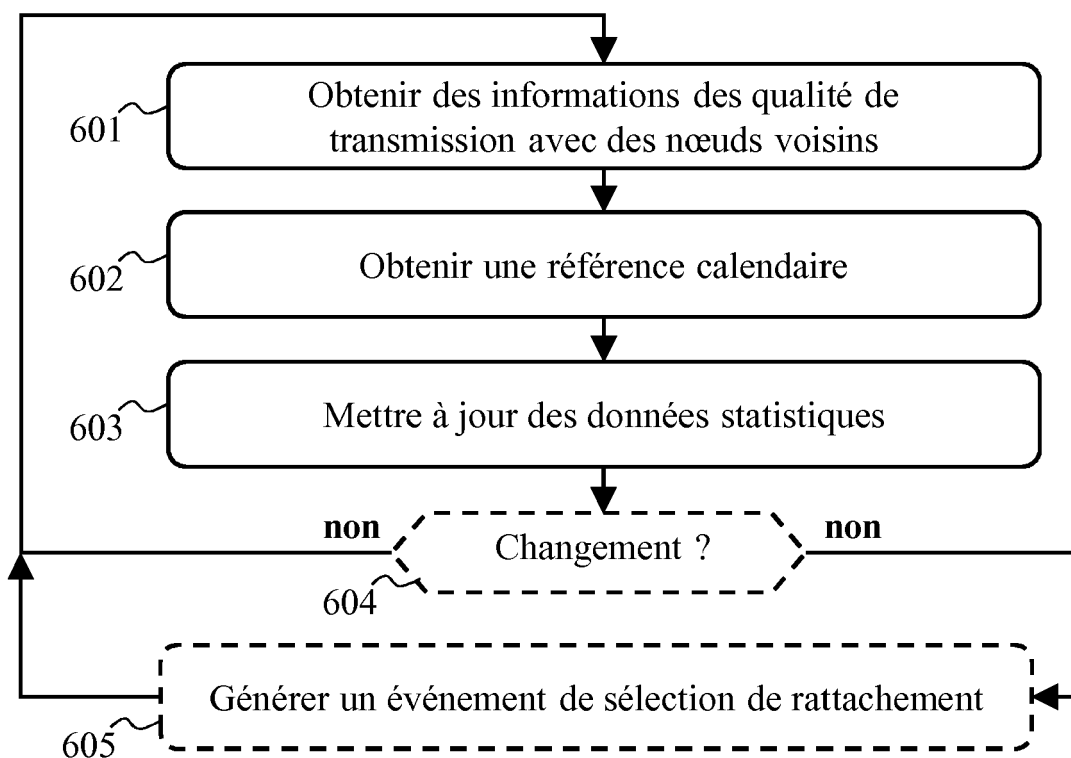 Obtenir des informations des qualité de
transmission avec des nœuds voisins
601
Obtenir une référence calendaire
602
Mettre à jour des données statistiques
603
non
Changement ?
non
604
Générer un événement de sélection de rattachement
605